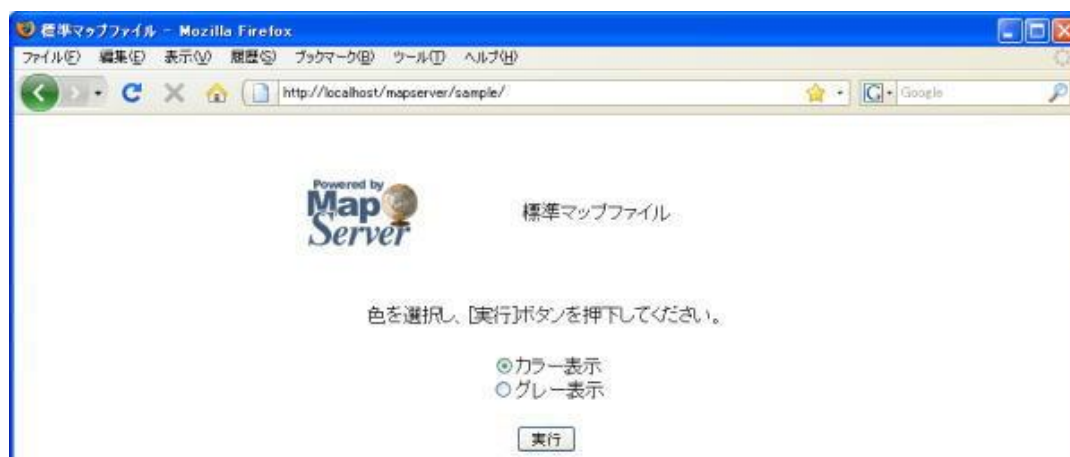 標準マップファイル - Mozilla Firefox
ファイル(F) 編集(E) 表示(V) 履歴(S) ブックマーク(B) ツール(T) ヘルプ(H)
http://localhost/mapserver/sample/ G Google
Powered by
Map
Server
標準マップファイル
色を選択し、[実行]ボタンを押下してください。
カラー表示
グレー表示
実行